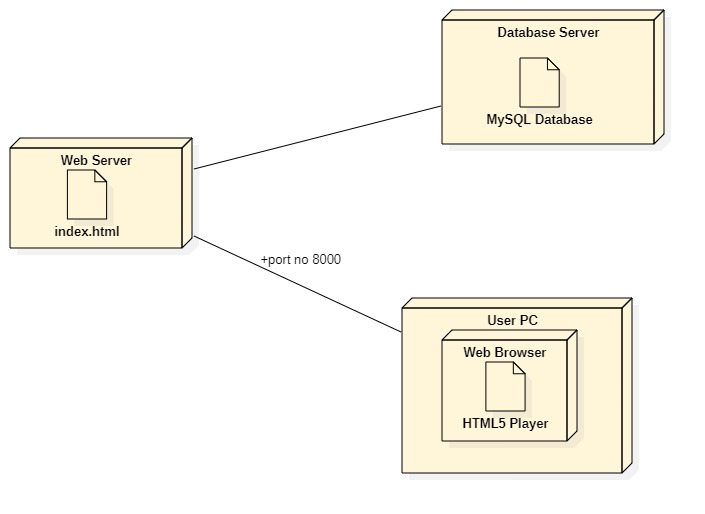 Database Server
MySQL Database
Web Server
index.html
+port no 8000
User PC
Web Browser
HTML5 Player